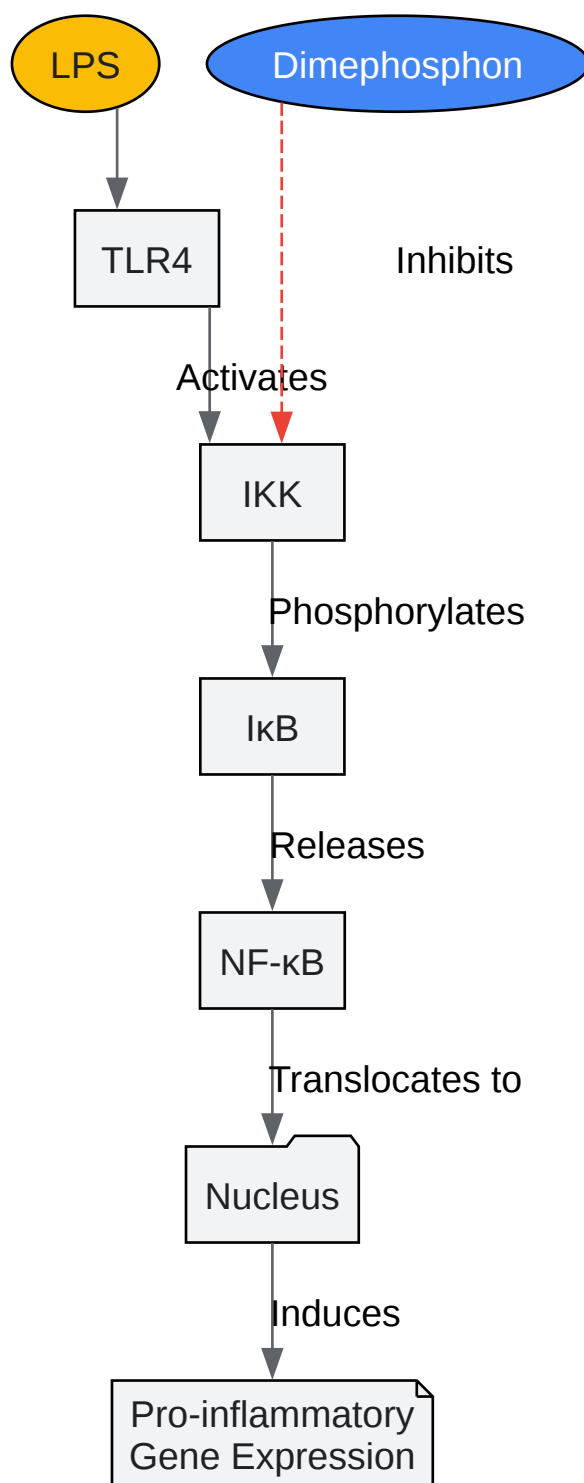 LPS
Dimephosphon
TLR4
Inhibits
Activates
IKK
Phosphorylates
IκB
Releases
NF-κB
Translocates to
Nucleus
Induces
Pro-inflammatory
Gene Expression